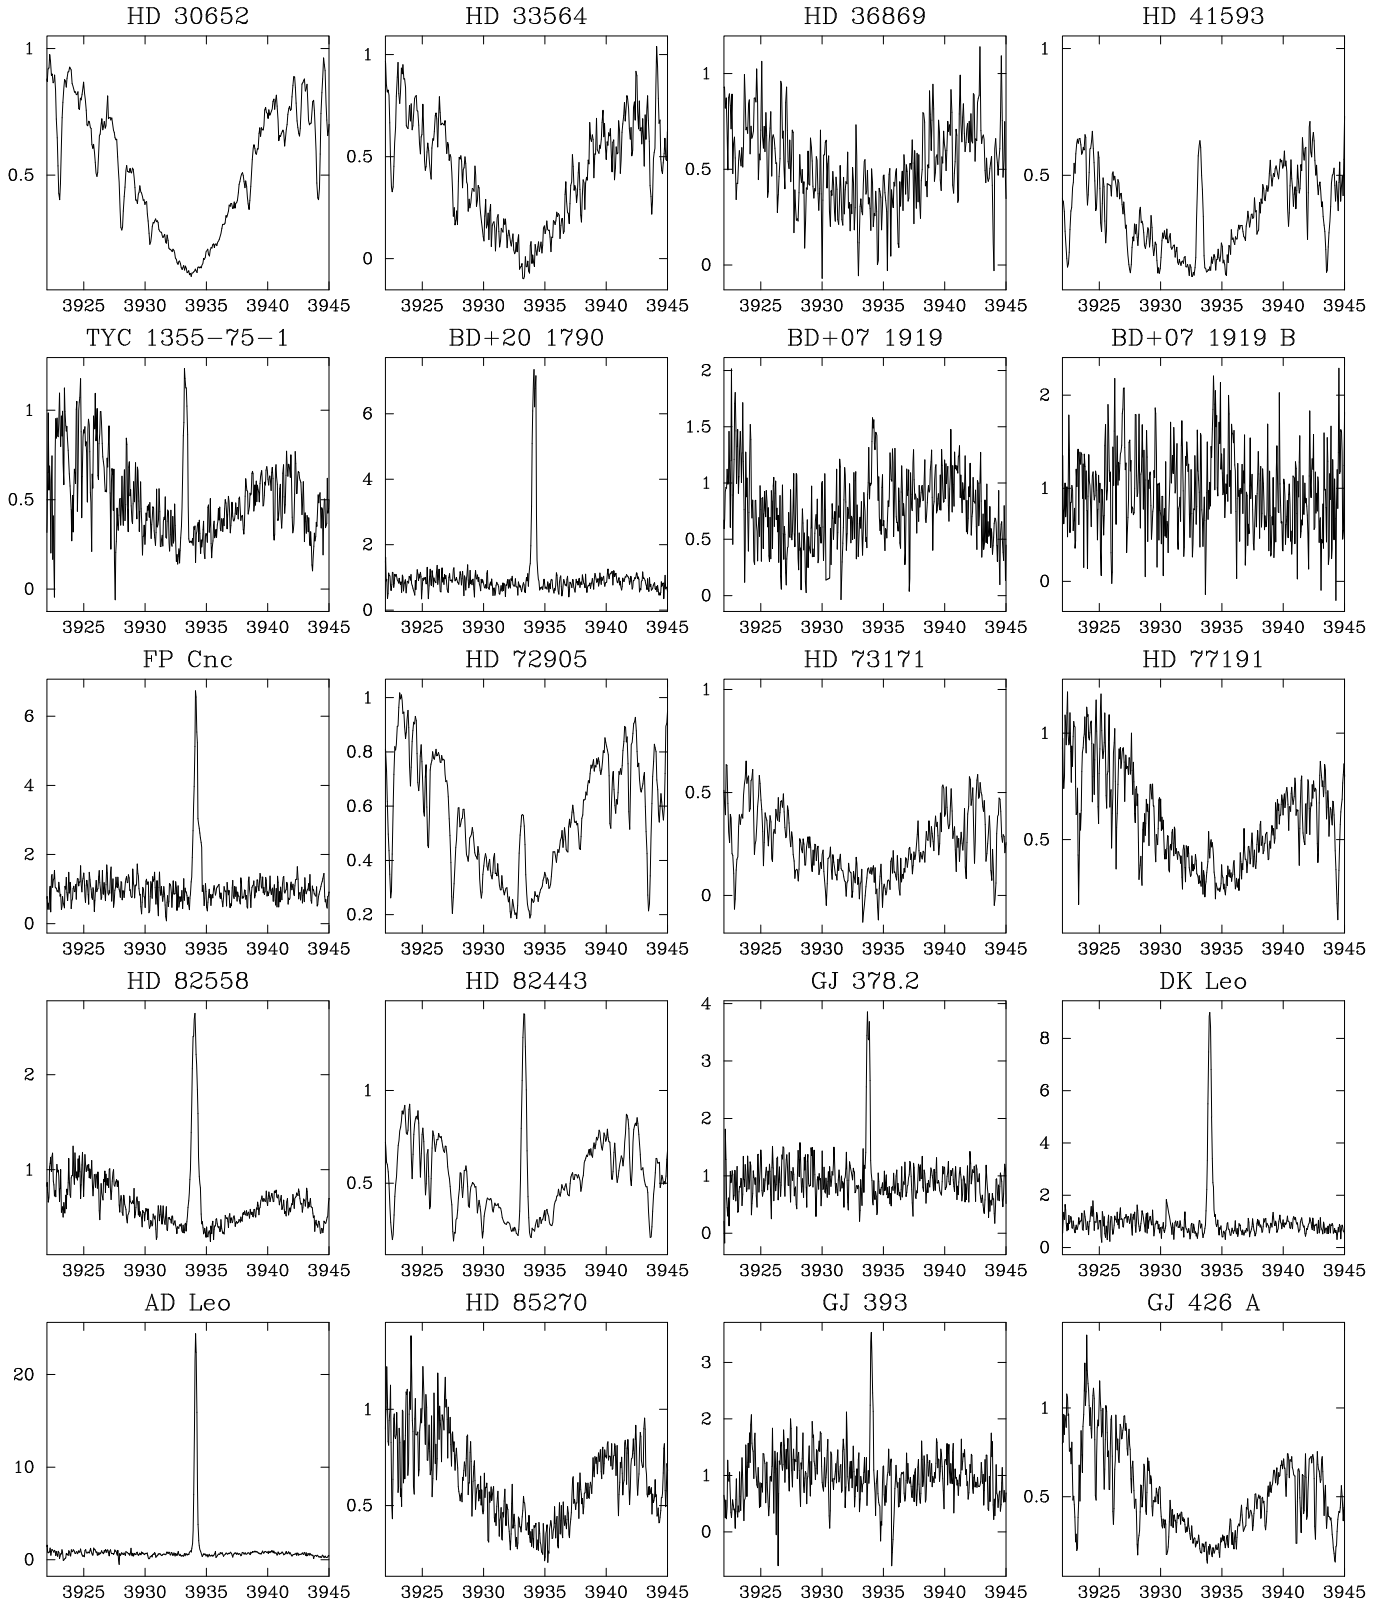 HD 30652 HD 33564 HD 36869 HD 41593
1 1 1 1
0.5 0.5 0.5 0.5
0 0
3925 3930 3935 3940 3945 3925 3930 3935 3940 3945 3925 3930 3935 3940 3945 3925 3930 3935 3940 3945
TYC 1355-75-1 BD+20 1790 BD+07 1919 BD+07 1919 B
1 6 2 2
0.5 4 1.5 1
0 2 1 0
0 0.5
0
3925 3930 3935 3940 3945 3925 3930 3935 3940 3945 3925 3930 3935 3940 3945 3925 3930 3935 3940 3945
FP Cnc HD 72905 HD 73171 HD 77191
6 1 1 1
4 0.8 0.5 0.5
2 0.6 0
0 0.4
0.2
3925 3930 3935 3940 3945 3925 3930 3935 3940 3945 3925 3930 3935 3940 3945 3925 3930 3935 3940 3945
HD 82558 HD 82443 GJ 378.2 DK Leo
2 1 4 8
1 0.5 3 6
2 4
1 2
0 0
3925 3930 3935 3940 3945 3925 3930 3935 3940 3945 3925 3930 3935 3940 3945 3925 3930 3935 3940 3945
AD Leo HD 85270 GJ 393 GJ 426 A
20 1 3 1
10 0.5 2 0.5
0 1
0
3925 3930 3935 3940 3945 3925 3930 3935 3940 3945 3925 3930 3935 3940 3945 3925 3930 3935 3940 3945